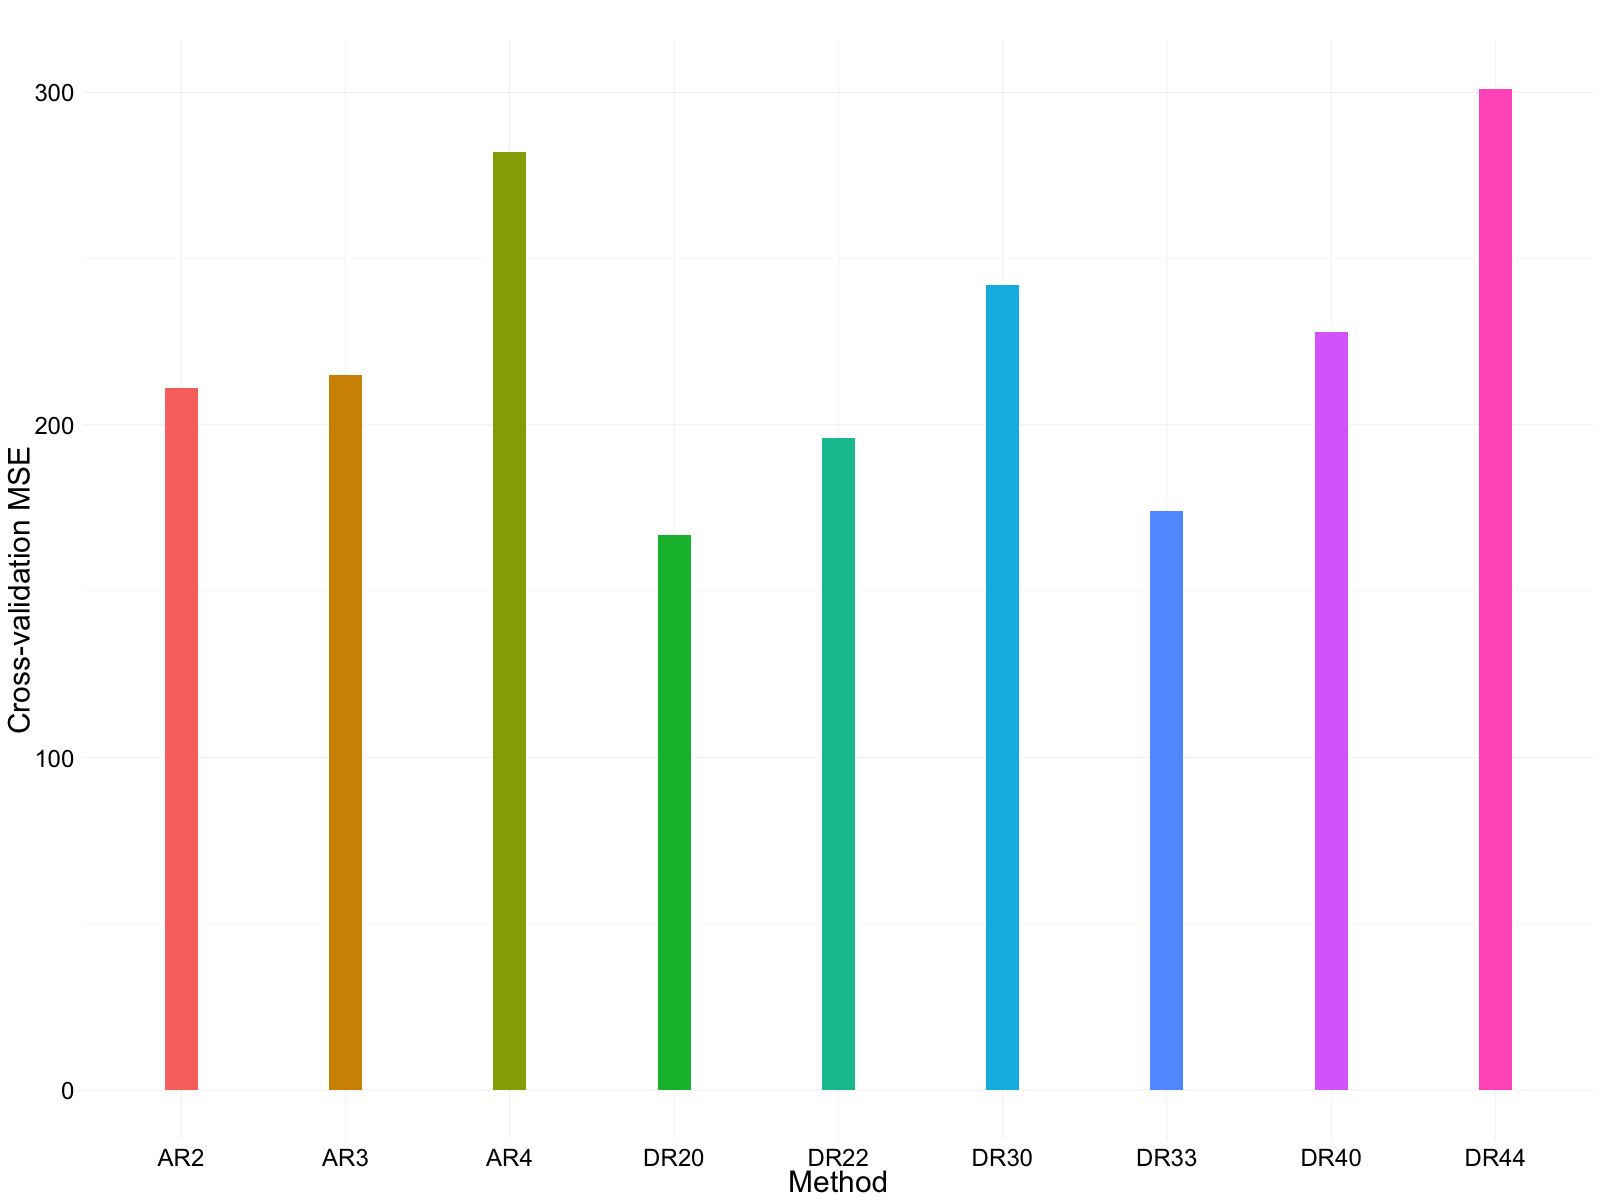 Cross-validation MSE
300
200
100
0
AR2 AR3 AR4 DR20 DR22 DR30 DR33 DR40 DR44
Method